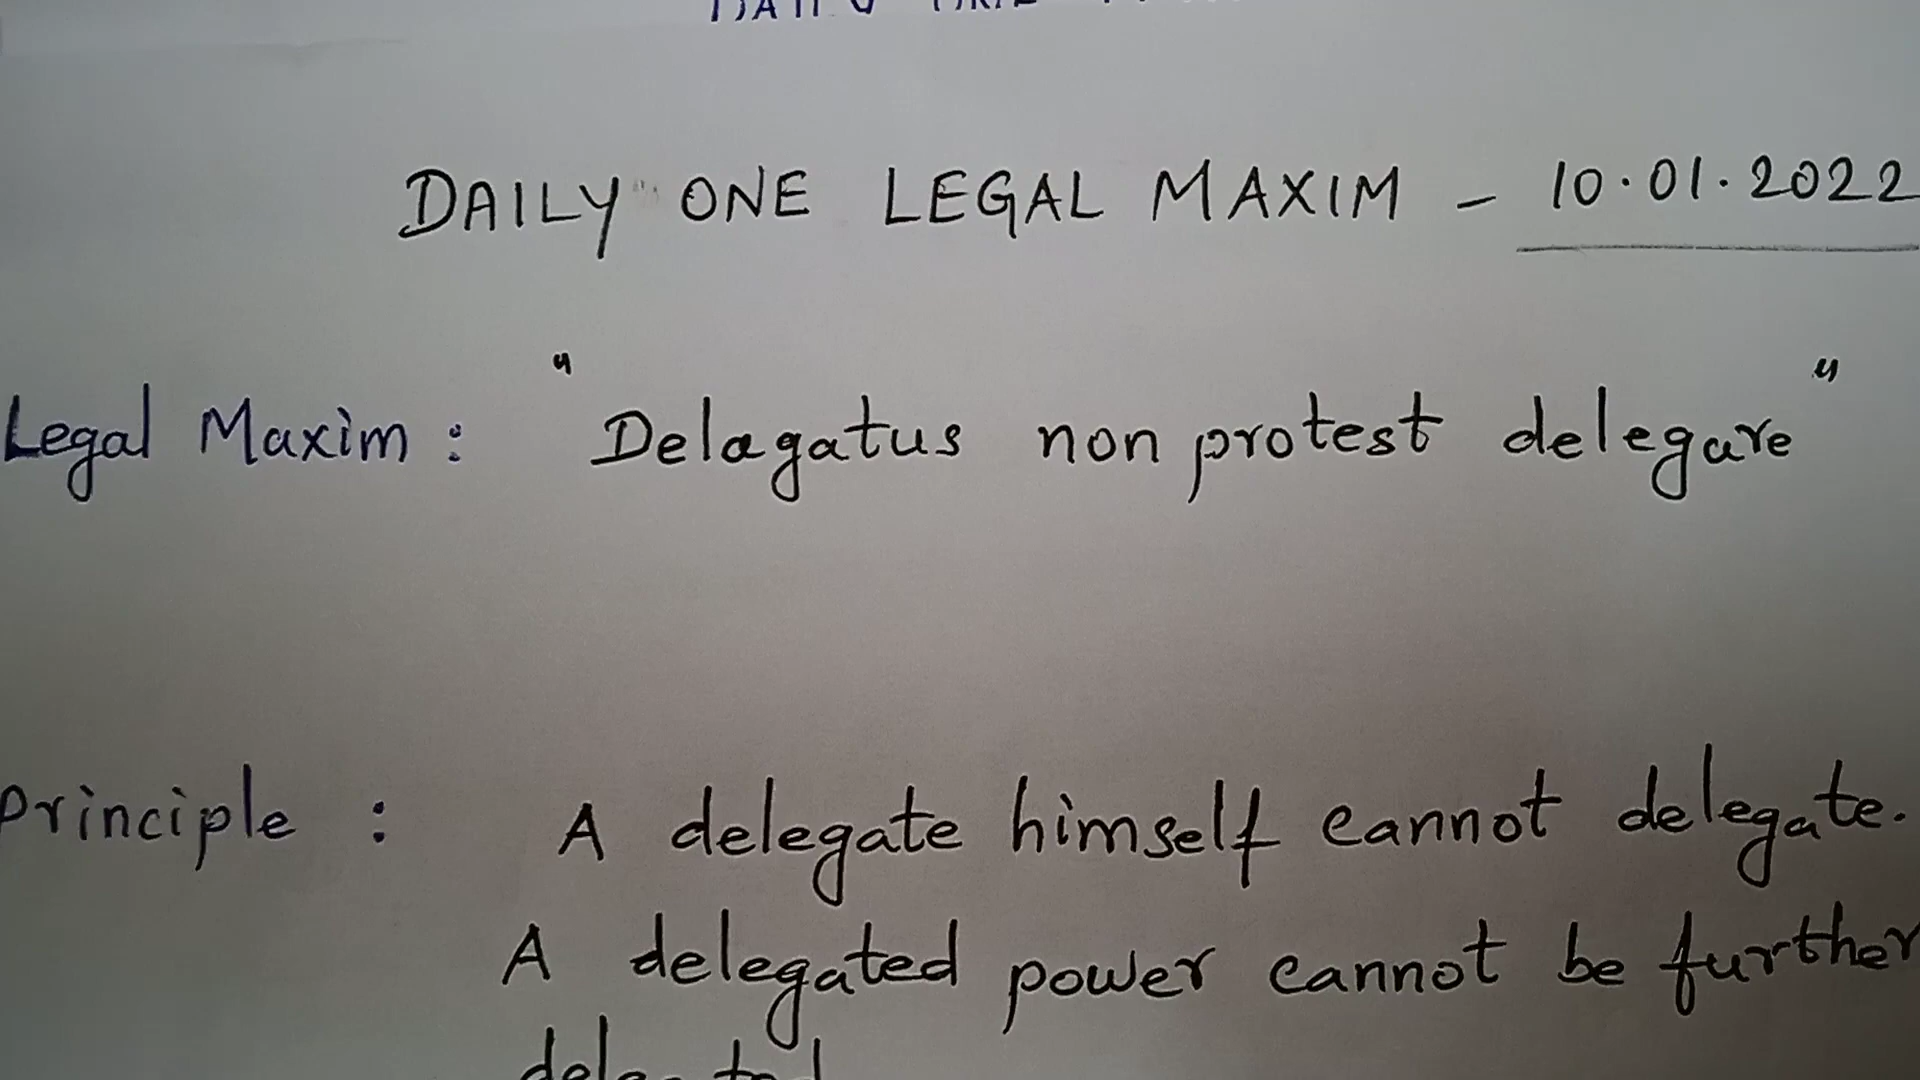 DAILY ONE LEGAL MAXIM - 10.01.2022
Legal Maxim : "Delagatus non protest delegare"
Principle : A delegate himself cannot delegate.
A delegated power cannot be further